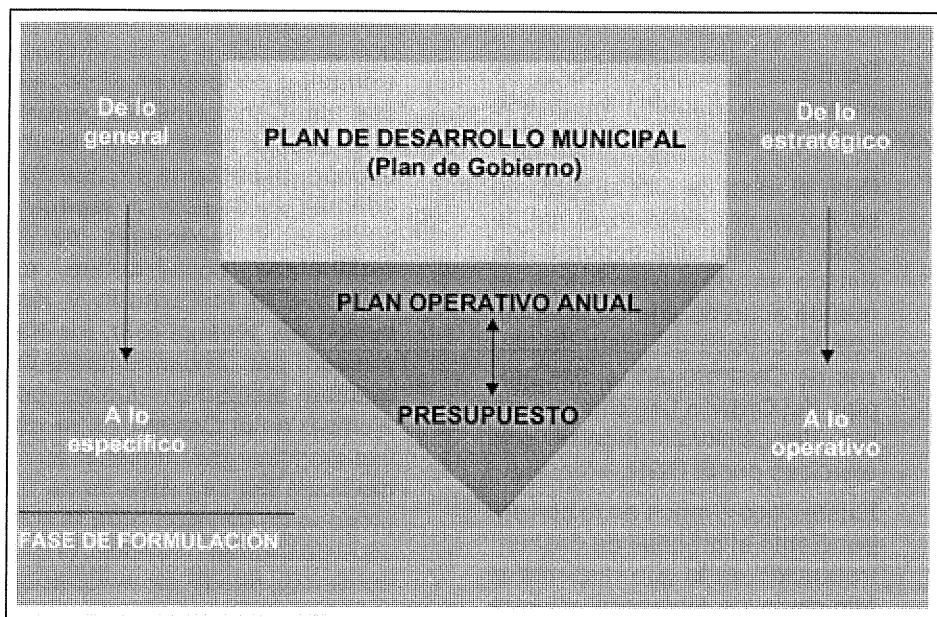 De lo
general
PLAN DE DESARROLLO MUNICIPAL
(Plan de Gobierno)
De lo
estratégico
PLAN OPERATIVO ANUAL
PRESUPUESTO
A lo
específico
A lo
operativo
FASE DE FORMULACIÓN